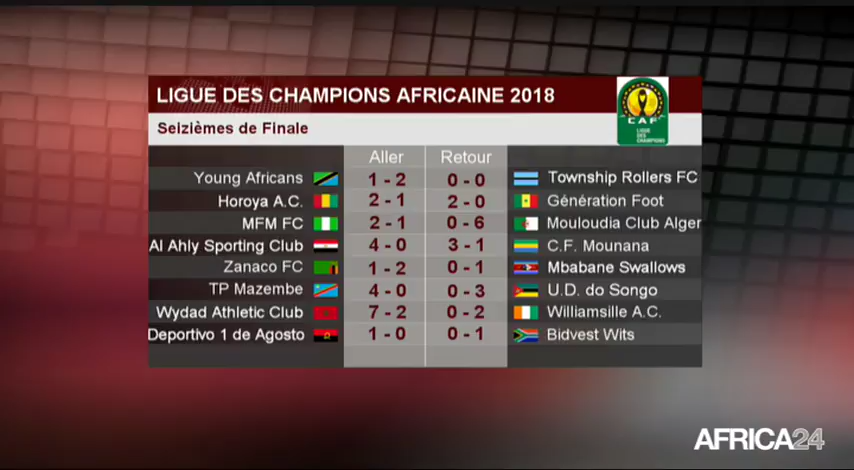 LIGUE DES CHAMPIONS AFRICAINE 2018
CAF
LIGUE
DES
CHAMPIONS
Seizièmes de Finale
Aller Retour
Young Africans 1 - 2 0 - 0 Township Rollers FC
Horoya A.C. 2 - 1 2 - 0 Génération Foot
MFM FC 2 - 1 0 - 6 Mouloudia Club Alger
Al Ahly Sporting Club 4 - 0 3 - 1 C.F. Mounana
Zanaco FC 1 - 2 0 - 1 Mbabane Swallows
TP Mazembe 4 - 0 0 - 3 U.D. do Songo
Wydad Athletic Club 7 - 2 0 - 2 Williamsille A.C.
Deportivo 1 de Agosto 1 - 0 0 - 1 Bidvest Wits
AFRICA24